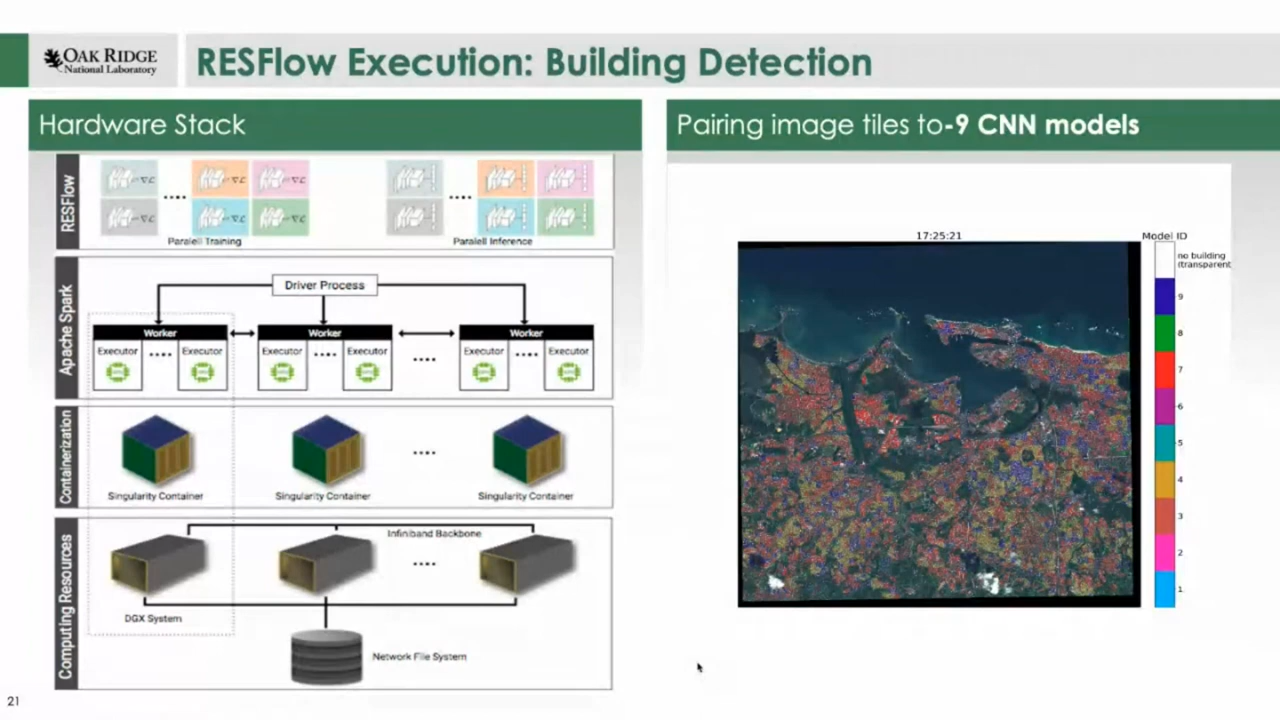 OAK RIDGE
National Laboratory
RESFlow Execution: Building Detection
Hardware Stack
RESFlow
Paralell Training
Paralell Inference
Apache Spark
Driver Process
Worker
Worker
Worker
Executor
Executor
Executor
Executor
Executor
Executor
Containerization
Singularity Container
Singularity Container
Singularity Container
Computing Resources
Infiniband Backbone
DGX System
Network File System
Pairing image tiles to-9 CNN models
17:25:21
Model ID
no building
(transparent
9
8
7
6
5
4
3
2
1
21